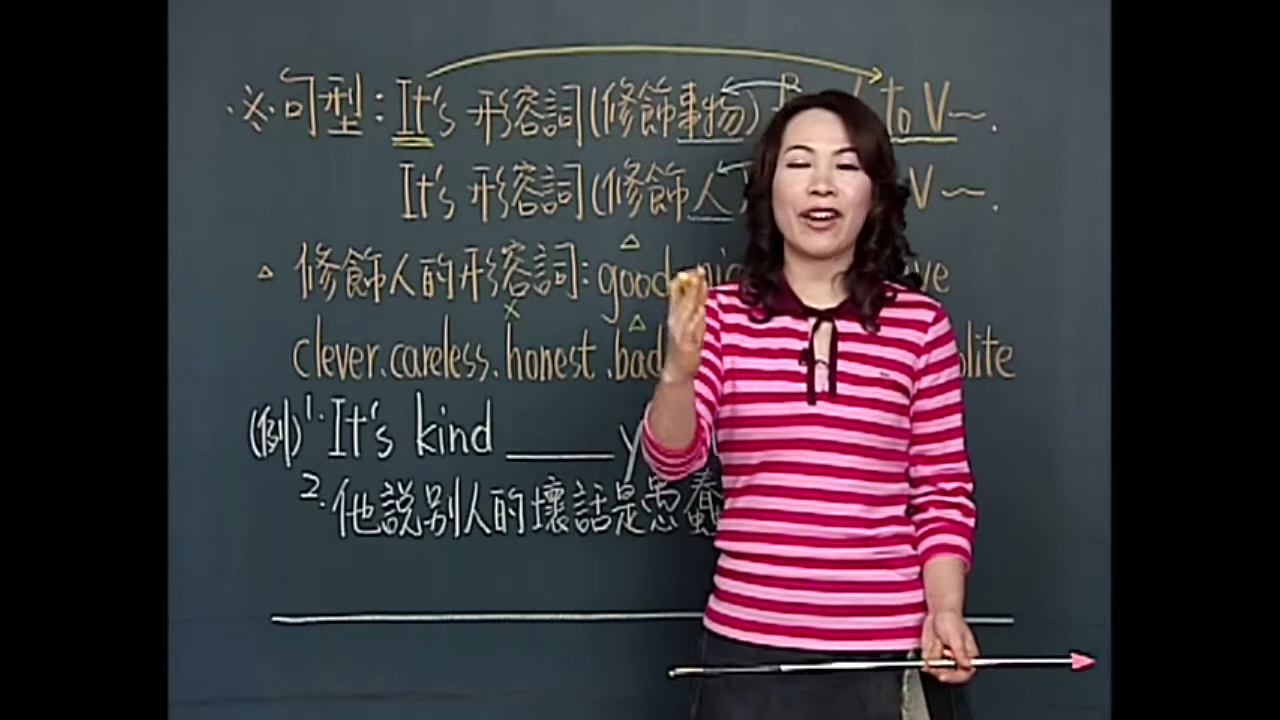 ※句型：It's 形容詞(修飾事物) to V～.
It's 形容詞(修飾人) V～.
△ 修飾人的形容詞：good
clever.careless.honest.bad
(例) 1. It's kind ____ y
2. 他說別人的壞話是愚蠢